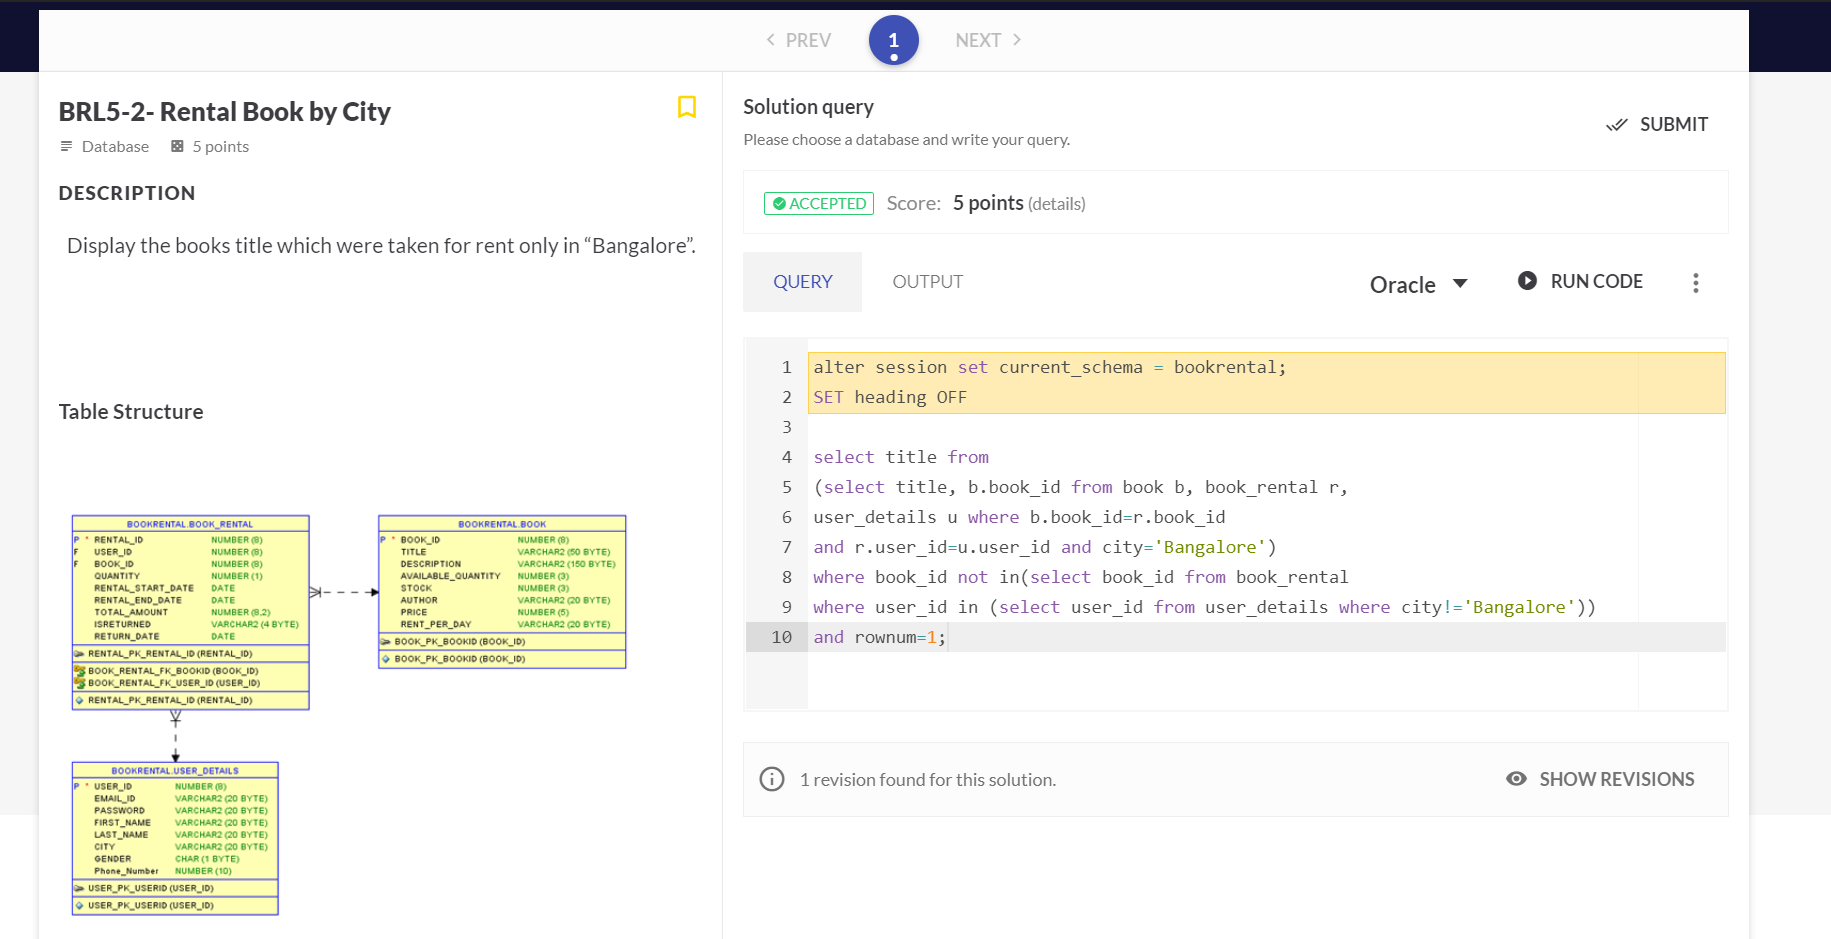 PREV
1
NEXT
BRL5-2- Rental Book by City
Database
5 points
DESCRIPTION
Display the books title which were taken for rent only in “Bangalore”.
Table Structure
BOOKRENTAL.BOOK_RENTAL
P * RENTAL_ID NUMBER (8)
F USER_ID NUMBER (8)
F BOOK_ID NUMBER (8)
QUANTITY NUMBER (1)
RENTAL_START_DATE DATE
RENTAL_END_DATE DATE
TOTAL_AMOUNT NUMBER (8,2)
ISRETURNED VARCHAR2 (4 BYTE)
RETURN_DATE DATE
RENTAL_PK_RENTAL_ID (RENTAL_ID)
BOOK_RENTAL_FK_BOOKID (BOOK_ID)
BOOK_RENTAL_FK_USER_ID (USER_ID)
RENTAL_PK_RENTAL_ID (RENTAL_ID)
BOOKRENTAL.BOOK
P * BOOK_ID NUMBER (8)
TITLE VARCHAR2 (50 BYTE)
DESCRIPTION VARCHAR2 (150 BYTE)
AVAILABLE_QUANTITY NUMBER (3)
STOCK NUMBER (3)
AUTHOR VARCHAR2 (20 BYTE)
PRICE NUMBER (5)
RENT_PER_DAY VARCHAR2 (20 BYTE)
BOOK_PK_BOOKID (BOOK_ID)
BOOK_PK_BOOKID (BOOK_ID)
BOOKRENTAL.USER_DETAILS
P * USER_ID NUMBER (8)
EMAIL_ID VARCHAR2 (20 BYTE)
PASSWORD VARCHAR2 (20 BYTE)
FIRST_NAME VARCHAR2 (20 BYTE)
LAST_NAME VARCHAR2 (20 BYTE)
CITY VARCHAR2 (20 BYTE)
GENDER CHAR (1 BYTE)
Phone_Number NUMBER (10)
USER_PK_USERID (USER_ID)
USER_PK_USERID (USER_ID)
Solution query
Please choose a database and write your query.
SUBMIT
ACCEPTED Score: 5 points (details)
QUERY
OUTPUT
Oracle
RUN CODE
1 alter session set current_schema = bookrental;
2 SET heading OFF
3
4 select title from
5 (select title, b.book_id from book b, book_rental r,
6 user_details u where b.book_id=r.book_id
7 and r.user_id=u.user_id and city='Bangalore')
8 where book_id not in(select book_id from book_rental
9 where user_id in (select user_id from user_details where city!='Bangalore'))
10 and rownum=1;
1 revision found for this solution.
SHOW REVISIONS